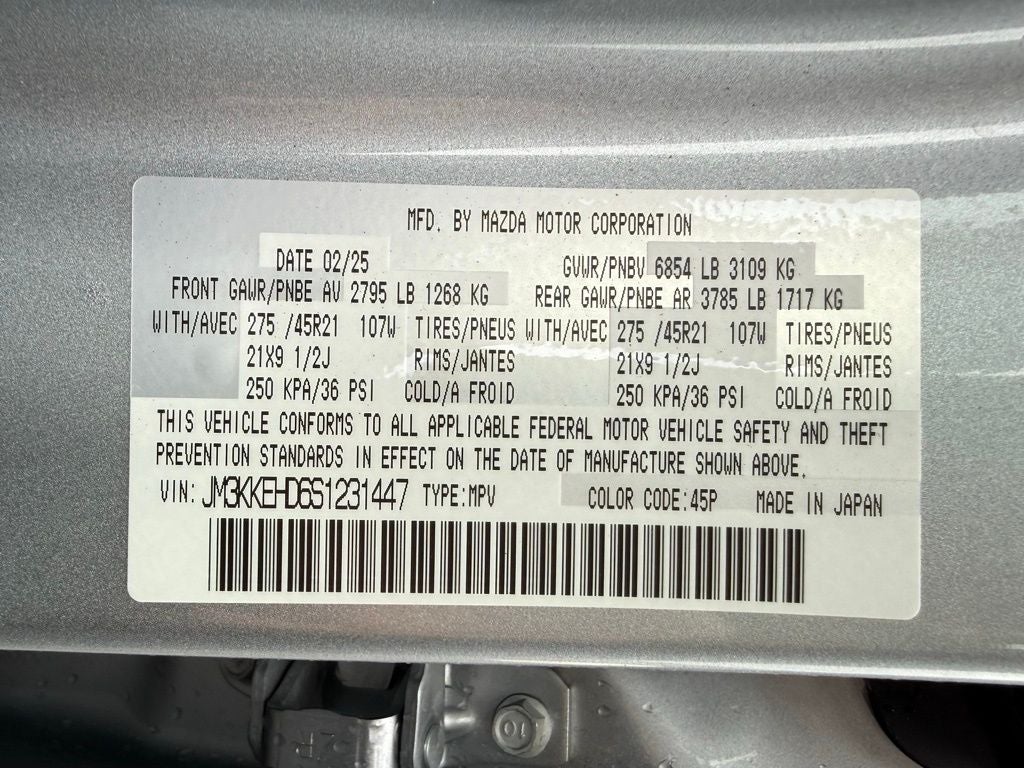 MFD. BY MAZDA MOTOR CORPORATION
DATE 02/25 GVWR/PNBV 6854 LB 3109 KG
FRONT GAWR/PNBE AV 2795 LB 1268 KG REAR GAWR/PNBE AR 3785 LB 1717 KG
WITH/AVEC 275 /45R21 107W TIRES/PNEUS WITH/AVEC 275 /45R21 107W TIRES/PNEUS
21X9 1/2J RIMS/JANTES 21X9 1/2J RIMS/JANTES
250 KPA/36 PSI COLD/A FROID 250 KPA/36 PSI COLD/A FROID
THIS VEHICLE CONFORMS TO ALL APPLICABLE FEDERAL MOTOR VEHICLE SAFETY AND THEFT
PREVENTION STANDARDS IN EFFECT ON THE DATE OF MANUFACTURE SHOWN ABOVE.
VIN: JM3KKEHD6S1231447 TYPE:MPV COLOR CODE:45P MADE IN JAPAN
10